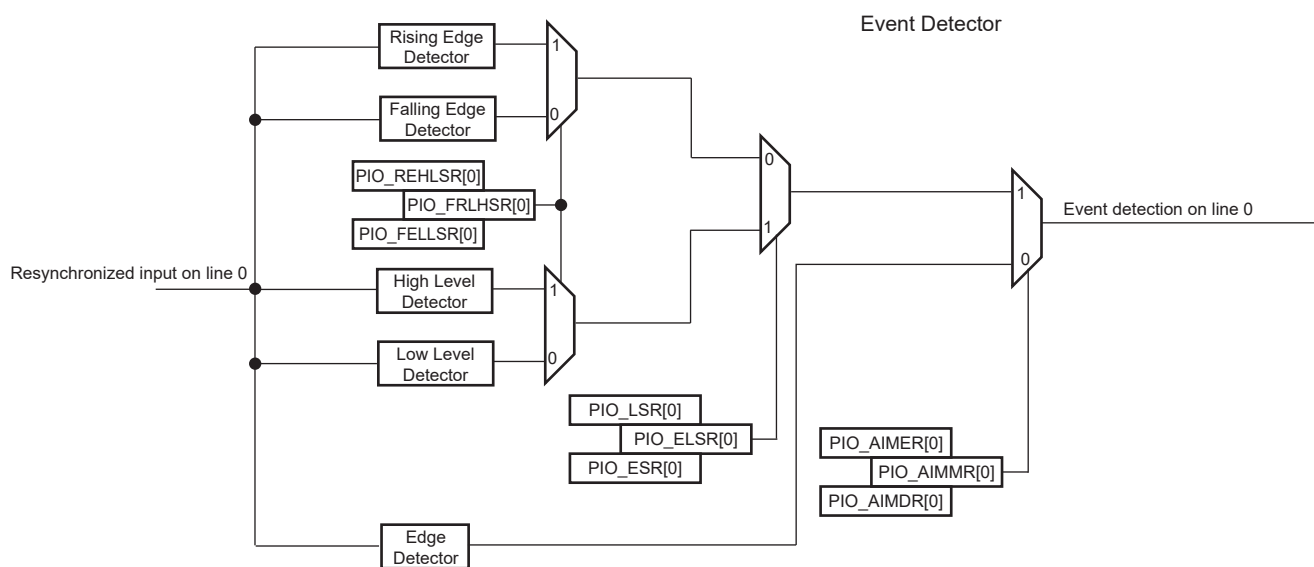 Event Detector
Rising Edge
Detector
1
Falling Edge
Detector
0
0
PIO_REHLSR[0]
PIO_FRLHSR[0]
PIO_FELLSR[0]
1
Event detection on line 0
1
0
Resynchronized input on line 0
High Level
Detector
1
Low Level
Detector
0
PIO_LSR[0]
PIO_ELSR[0]
PIO_ESR[0]
PIO_AIMER[0]
PIO_AIMMR[0]
PIO_AIMDR[0]
Edge
Detector